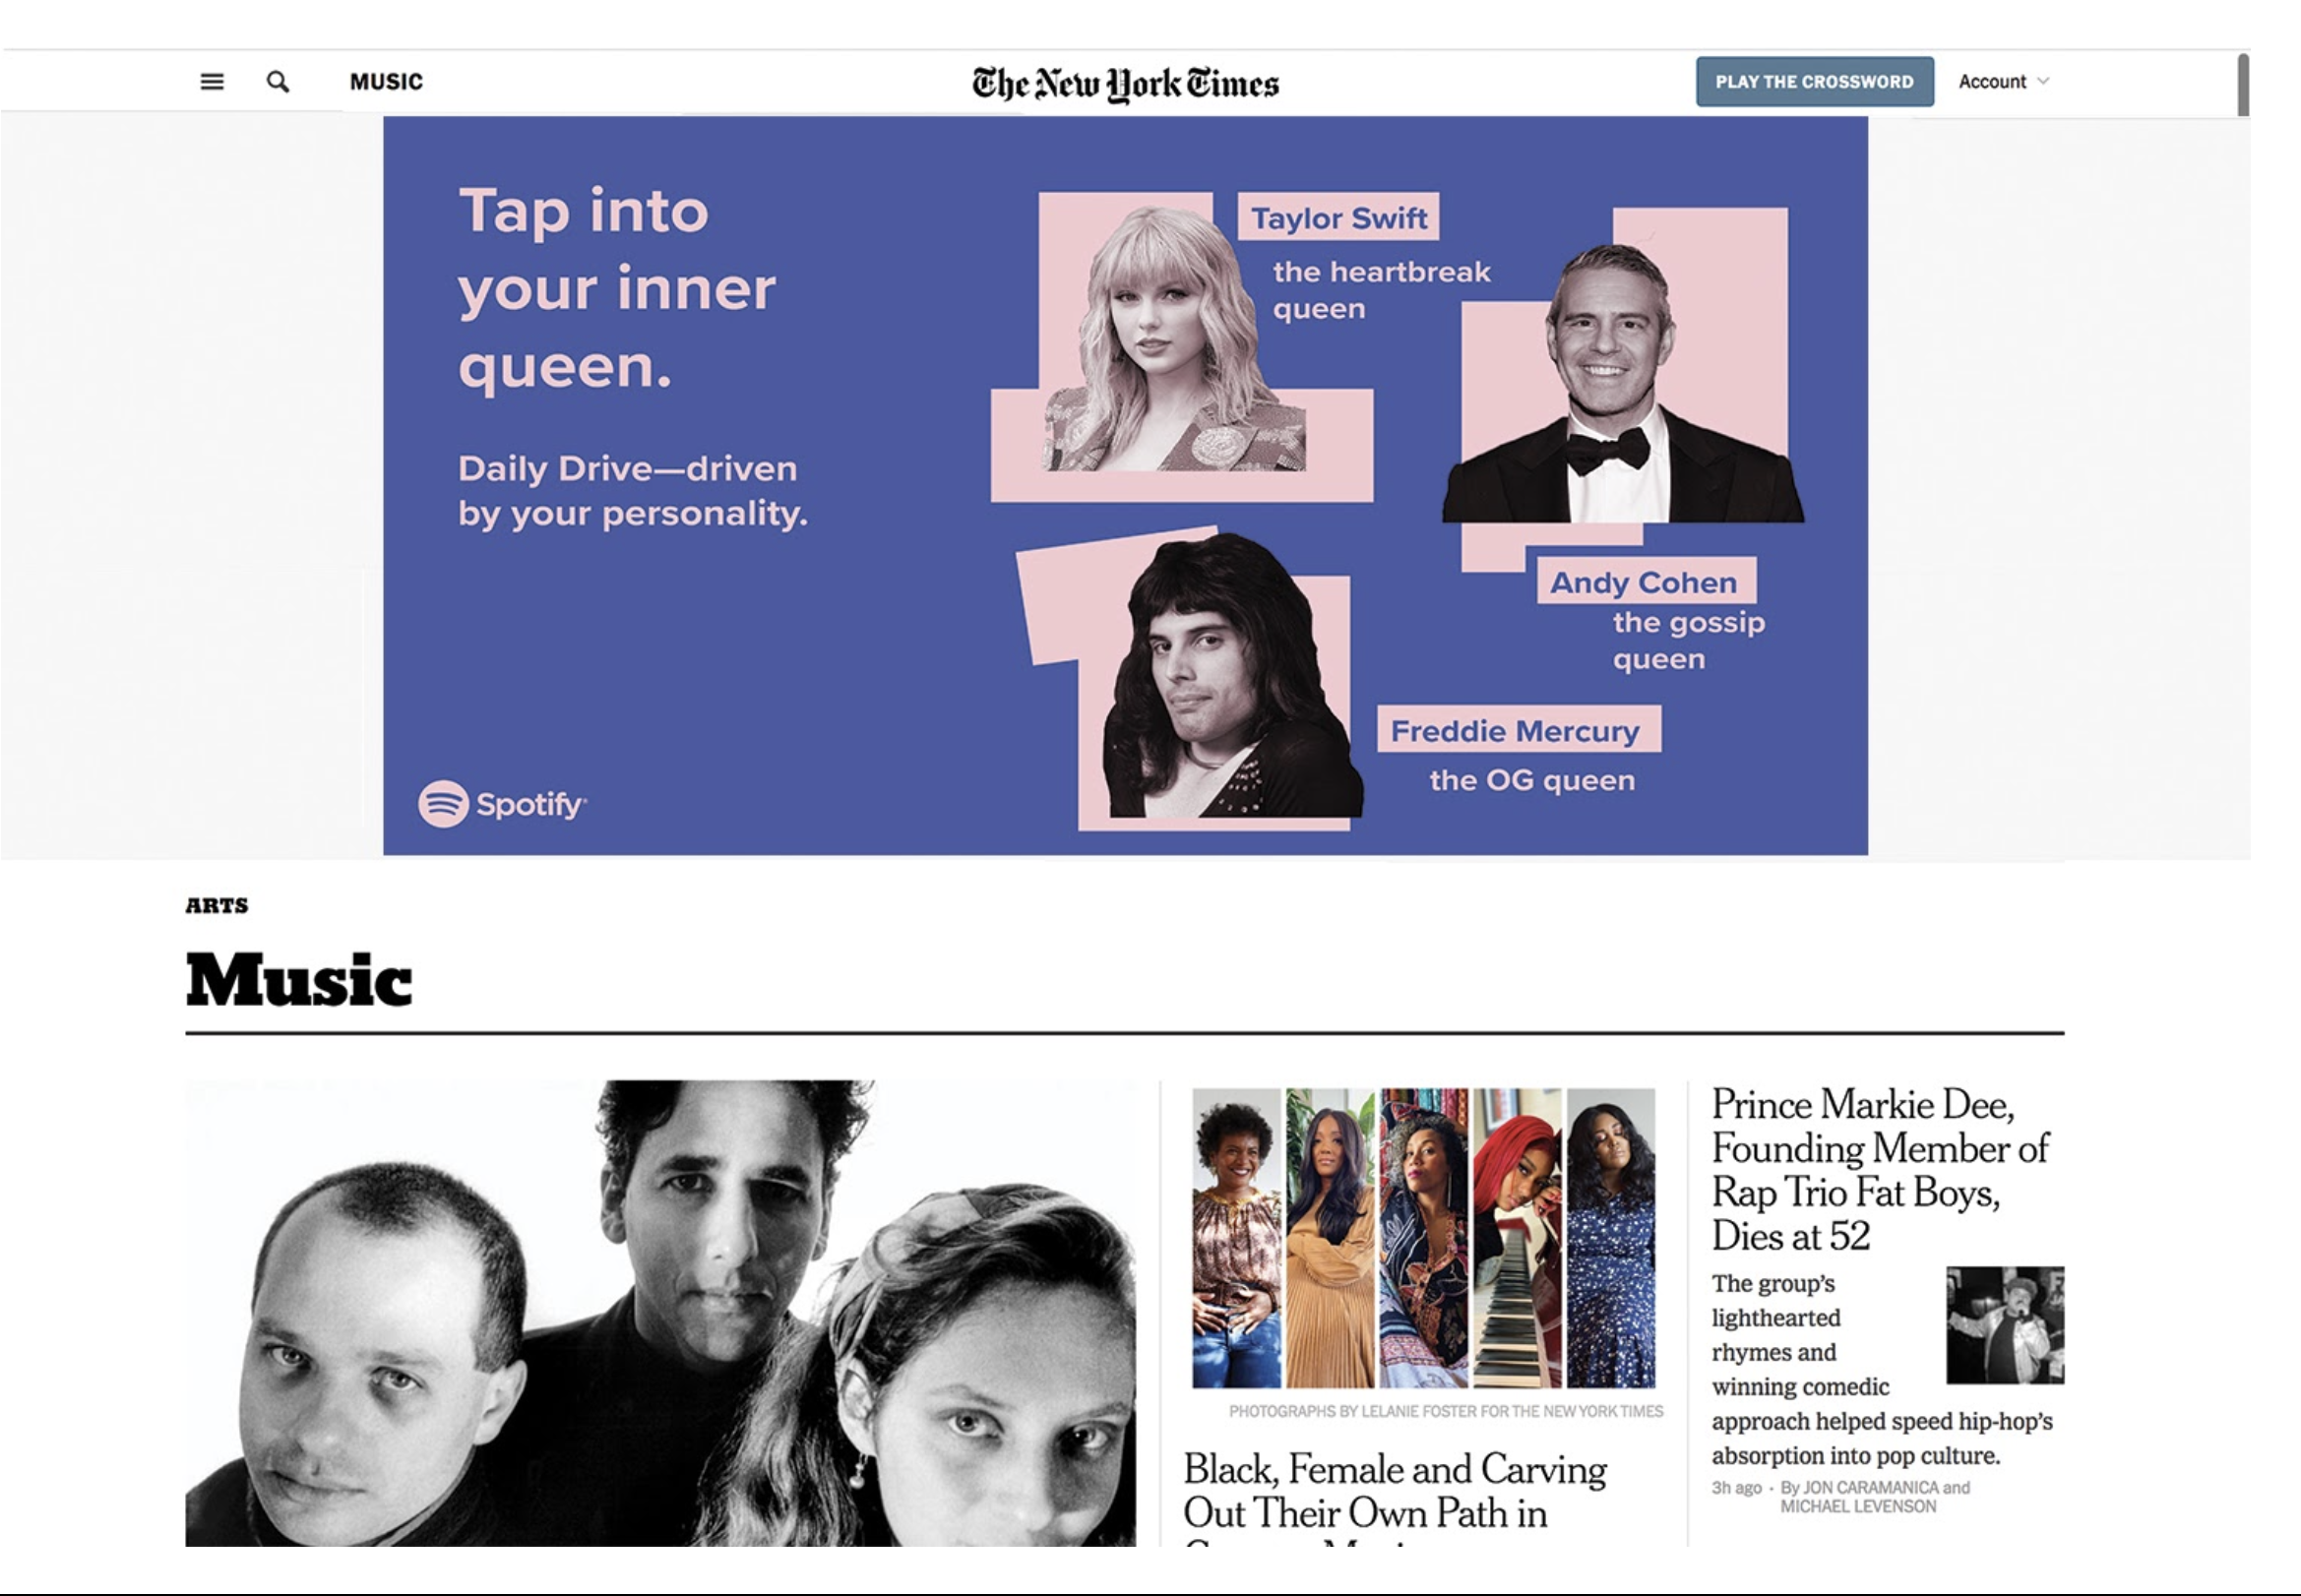 MUSIC
The New York Times
PLAY THE CROSSWORD
Account
Tap into
your inner
queen.
Daily Drive—driven
by your personality.
Spotify
Taylor Swift
the heartbreak
queen
Andy Cohen
the gossip
queen
Freddie Mercury
the OG queen
ARTS
Music
PHOTOGRAPHS BY LELANIE FOSTER FOR THE NEW YORK TIMES
Black, Female and Carving
Out Their Own Path in
Prince Markie Dee,
Founding Member of
Rap Trio Fat Boys,
Dies at 52
The group's
lighthearted
rhymes and
winning comedic
approach helped speed hip-hop's
absorption into pop culture.
3h ago · By JON CARAMANICA and
MICHAEL LEVENSON